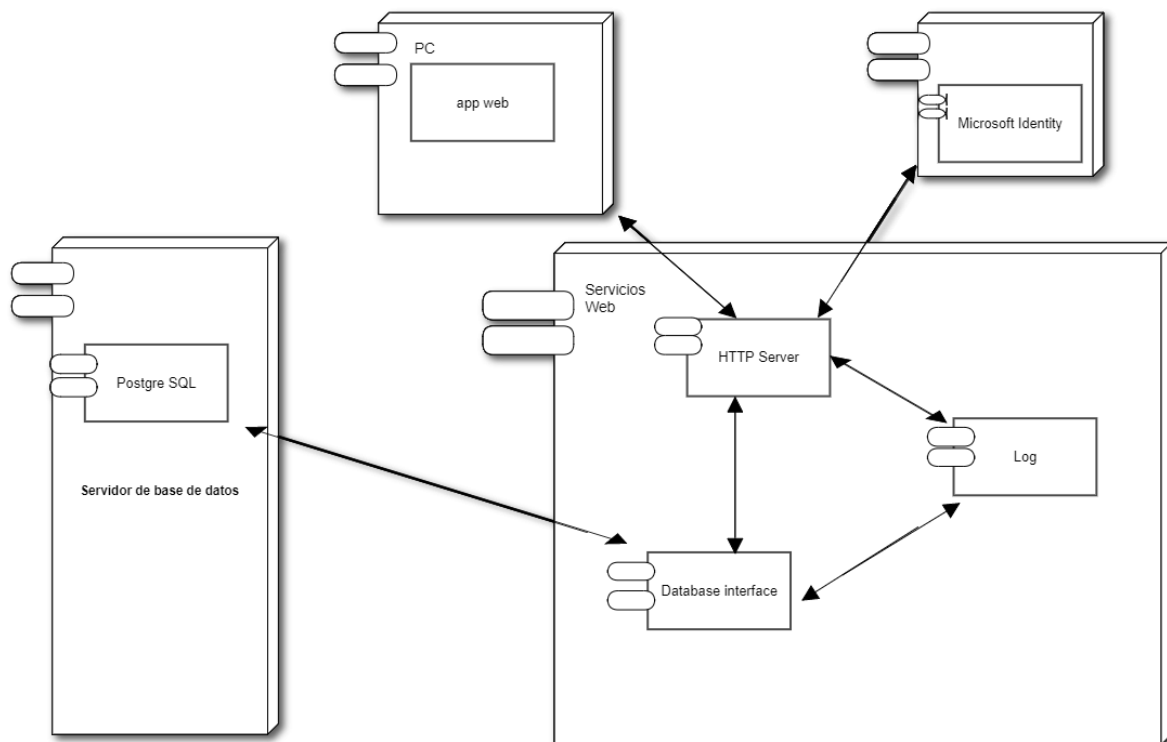 PC
app web
Microsoft Identity
Servicios
Web
HTTP Server
Postgre SQL
Log
Servidor de base de datos
Database interface